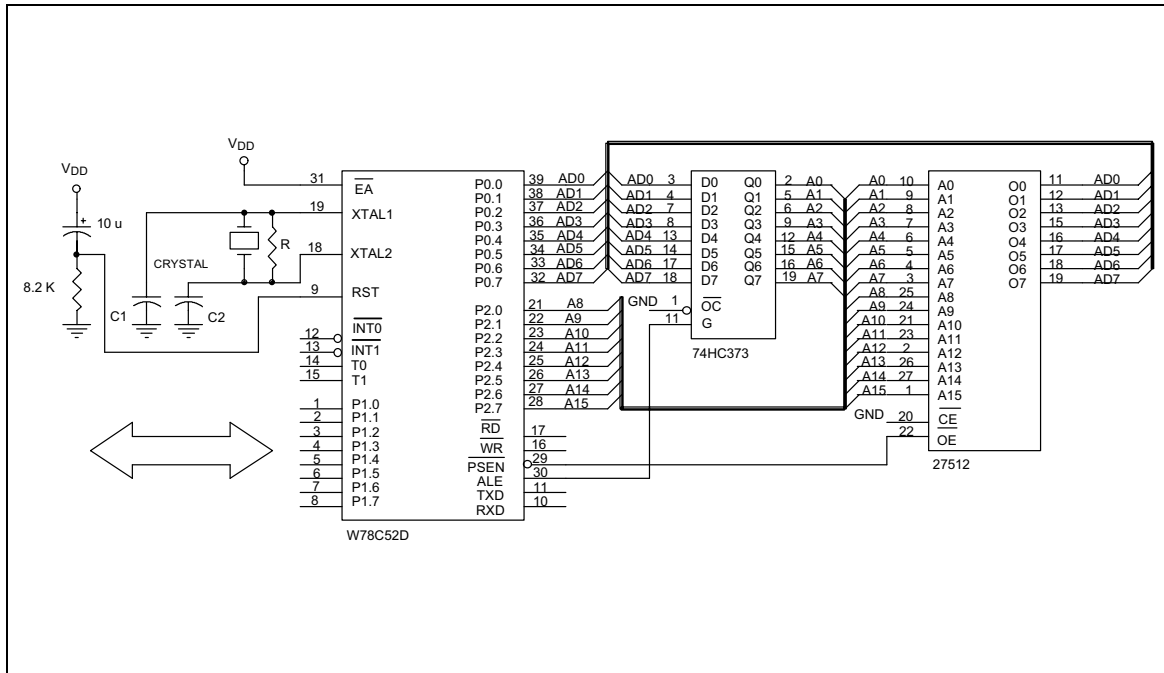 VDD
10 u
8.2 K
C1
C2
CRYSTAL
R
VDD
31 EA
19 XTAL1
18 XTAL2
9 RST
12 INT0
13 INT1
14 T0
15 T1
1 P1.0
2 P1.1
3 P1.2
4 P1.3
5 P1.4
6 P1.5
7 P1.6
8 P1.7
P0.0 39 AD0
P0.1 38 AD1
P0.2 37 AD2
P0.3 36 AD3
P0.4 35 AD4
P0.5 34 AD5
P0.6 33 AD6
P0.7 32 AD7
P2.0 21 A8
P2.1 22 A9
P2.2 23 A10
P2.3 24 A11
P2.4 25 A12
P2.5 26 A13
P2.6 27 A14
P2.7 28 A15
RD 17
WR 16
PSEN 29
ALE 30
TXD 11
RXD 10
W78C52D
AD0 3 D0 Q0 2 A0
AD1 4 D1 Q1 5 A1
AD2 7 D2 Q2 6 A2
AD3 8 D3 Q3 9 A3
AD4 13 D4 Q4 12 A4
AD5 14 D5 Q5 15 A5
AD6 17 D6 Q6 16 A6
AD7 18 D7 Q7 19 A7
GND 1 OC
11 G
74HC373
A0 10 A0 O0 11 AD0
A1 9 A1 O1 12 AD1
A2 8 A2 O2 13 AD2
A3 7 A3 O3 15 AD3
A4 6 A4 O4 16 AD4
A5 5 A5 O5 17 AD5
A6 4 A6 O6 18 AD6
A7 3 A7 O7 19 AD7
A8 25 A8
A9 24 A9
A10 21 A10
A11 23 A11
A12 2 A12
A13 26 A13
A14 27 A14
A15 1 A15
GND 20 CE
22 OE
27512